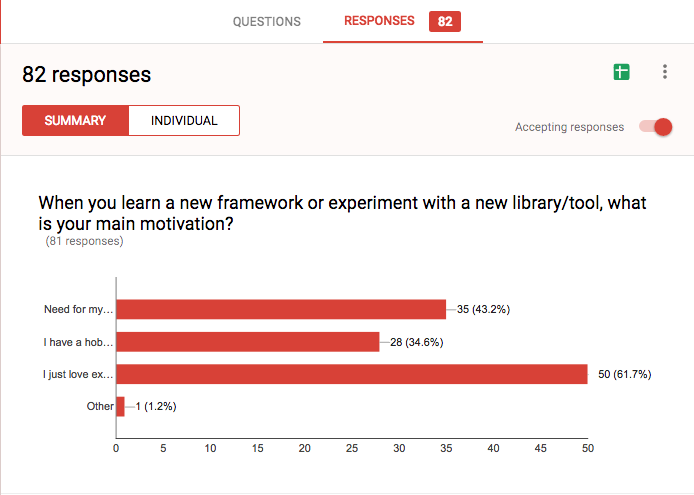 QUESTIONS
RESPONSES 82
82 responses
SUMMARY INDIVIDUAL
Accepting responses
When you learn a new framework or experiment with a new library/tool, what
is your main motivation?
(81 responses)
Need for my... 35 (43.2%)
I have a hob... 28 (34.6%)
I just love ex... 50 (61.7%)
Other 1 (1.2%)
0 5 10 15 20 25 30 35 40 45 50